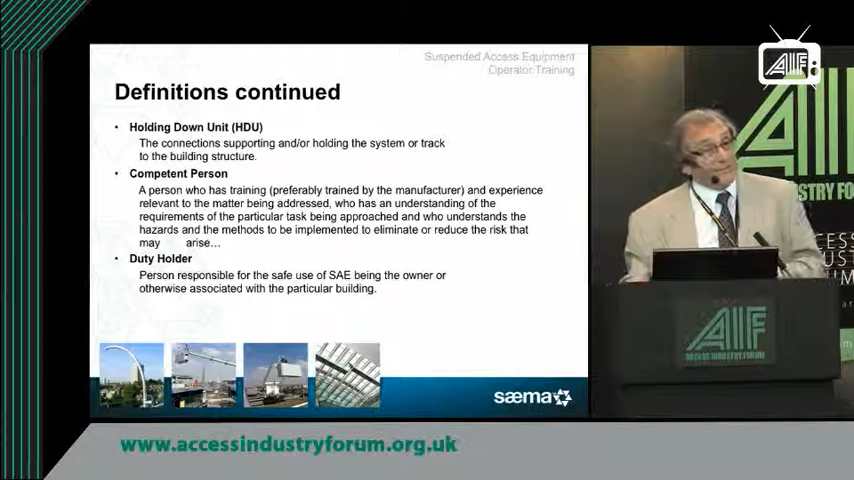 Suspended Access Equipment
Operator Training
Definitions continued
• Holding Down Unit (HDU)
The connections supporting and/or holding the system or track
to the building structure.
• Competent Person
A person who has training (preferably trained by the manufacturer) and experience
relevant to the matter being addressed, who has an understanding of the
requirements of the particular task being approached and who understands the
hazards and the methods to be implemented to eliminate or reduce the risk that
may arise…
• Duty Holder
Person responsible for the safe use of SAE being the owner or
otherwise associated with the particular building.
saema
www.accessindustryforum.org.uk
AIF
AIF
ACCESS INDUSTRY FORUM